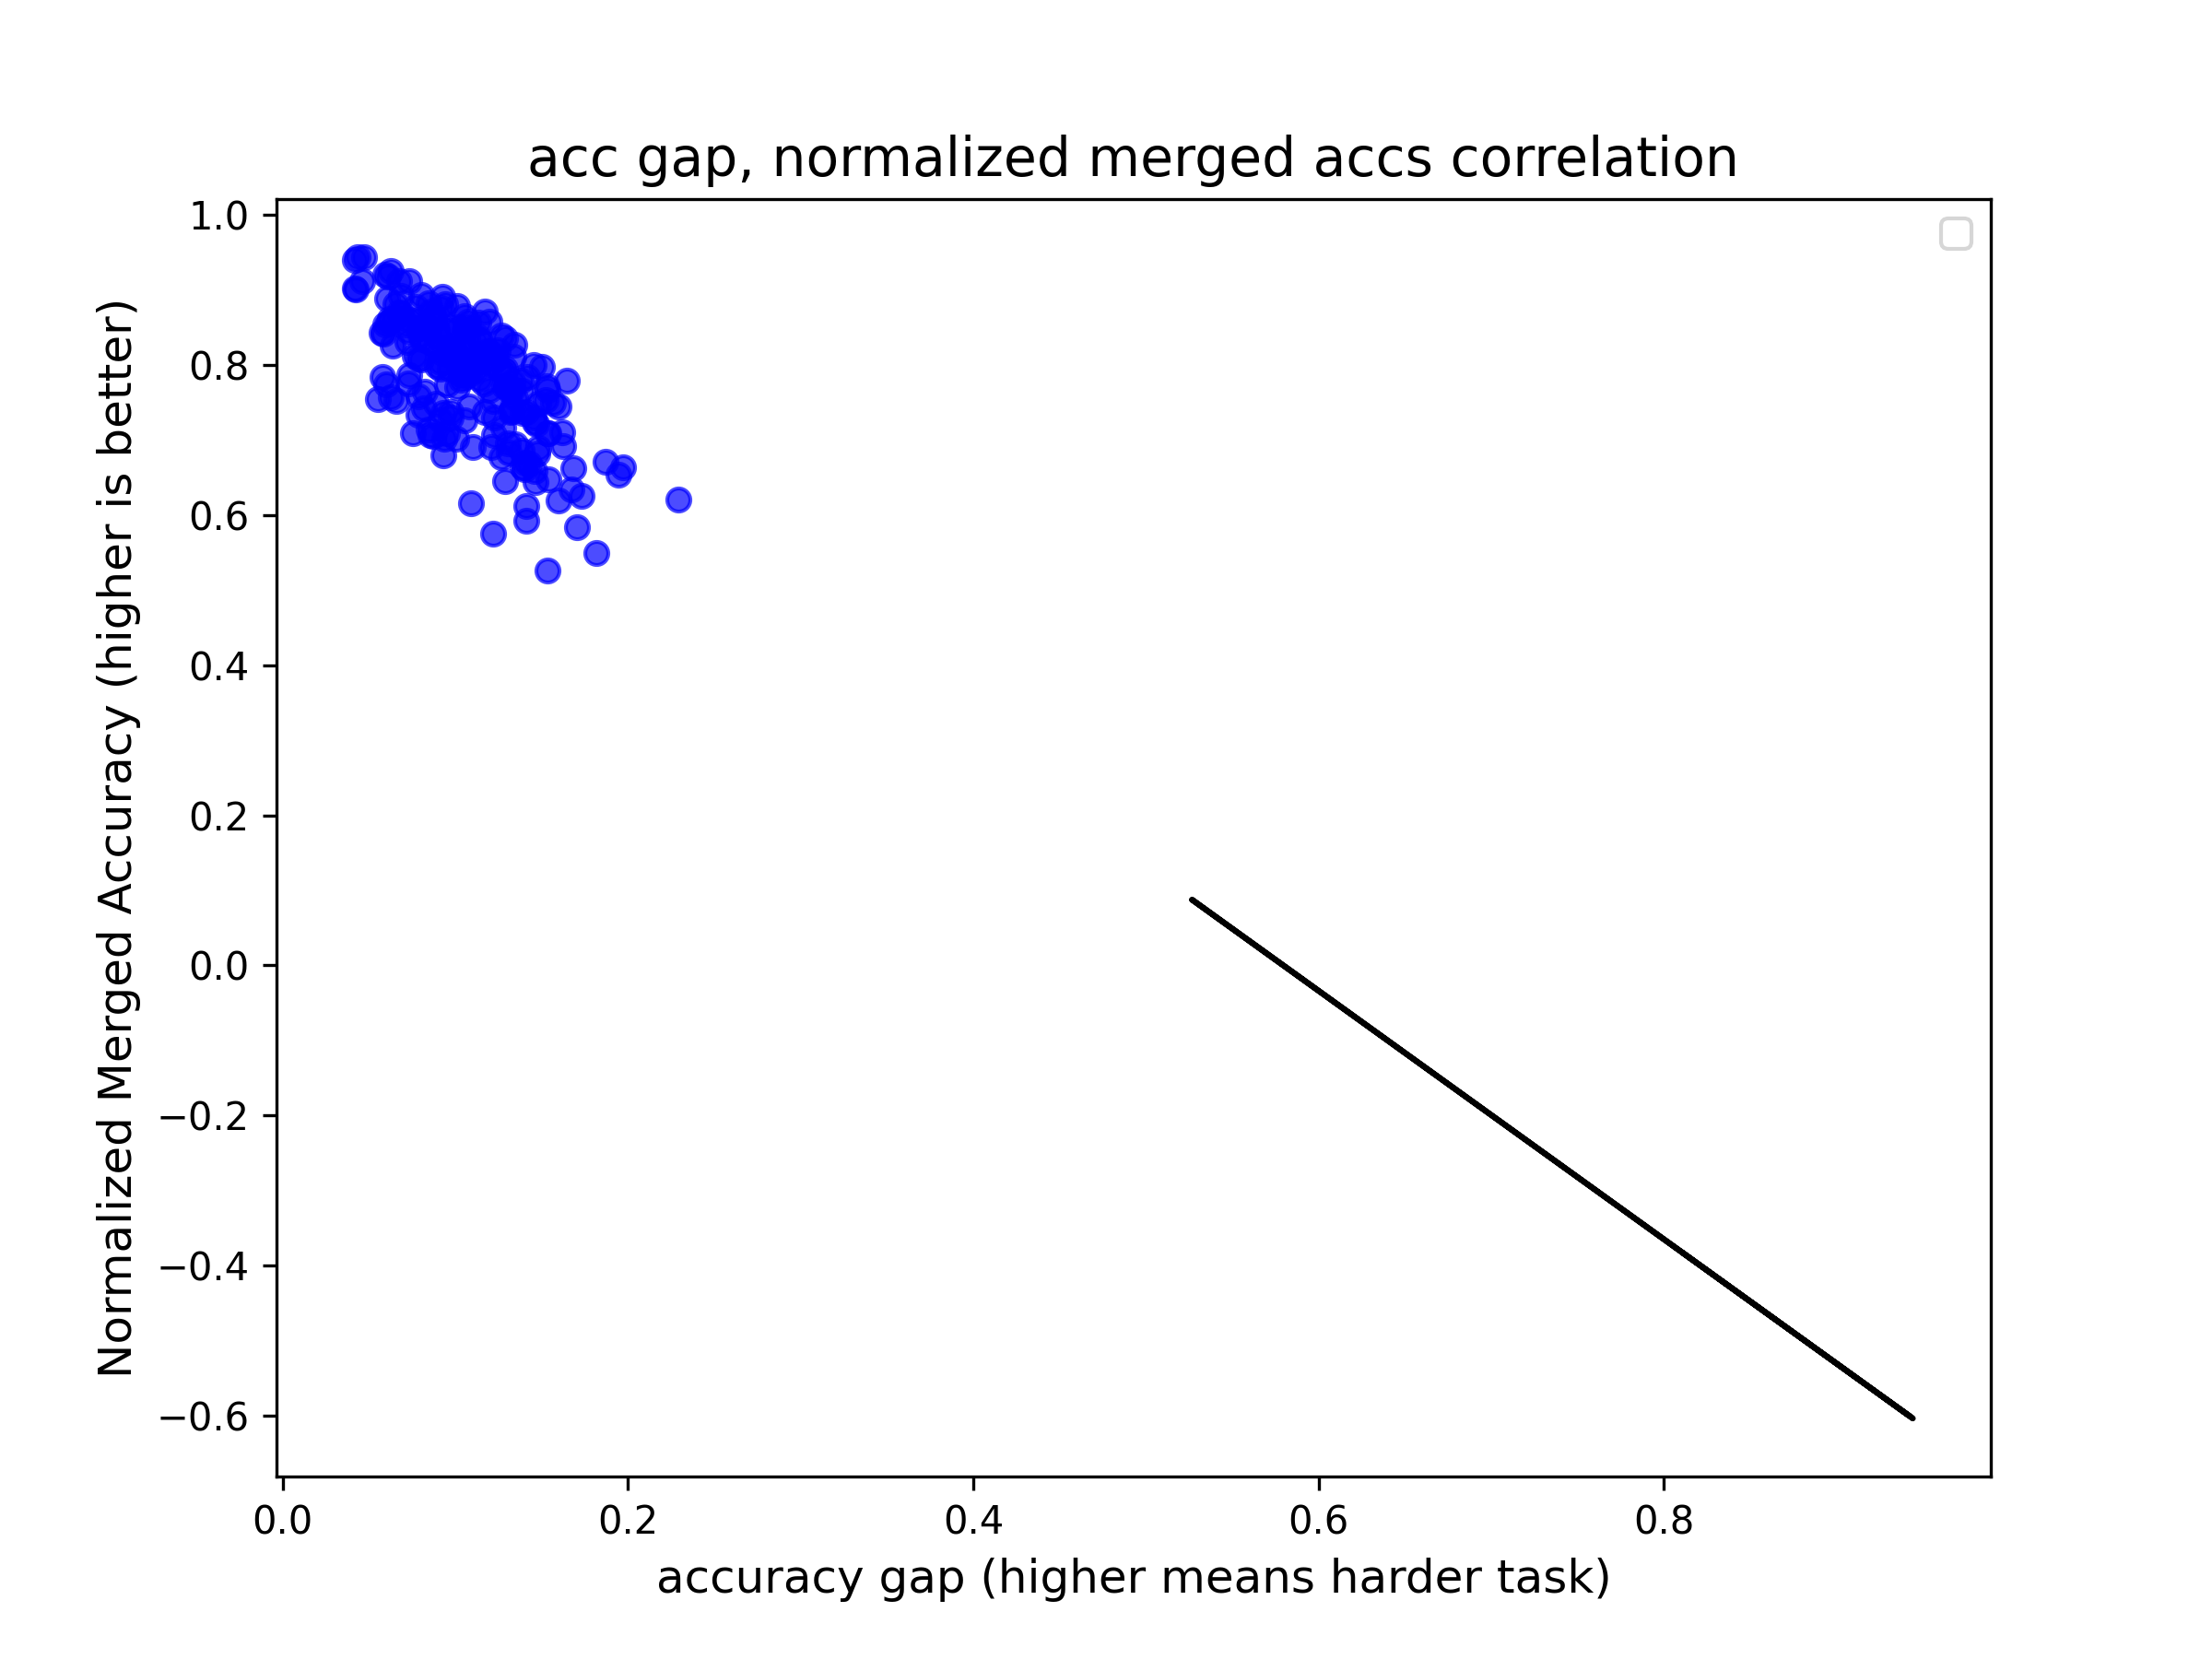 acc gap, normalized merged accs correlation
1.0
0.8
0.6
0.4
0.2
0.0
−0.2
−0.4
−0.6
Normalized Merged Accuracy (higher is better)
0.0 0.2 0.4 0.6 0.8
accuracy gap (higher means harder task)